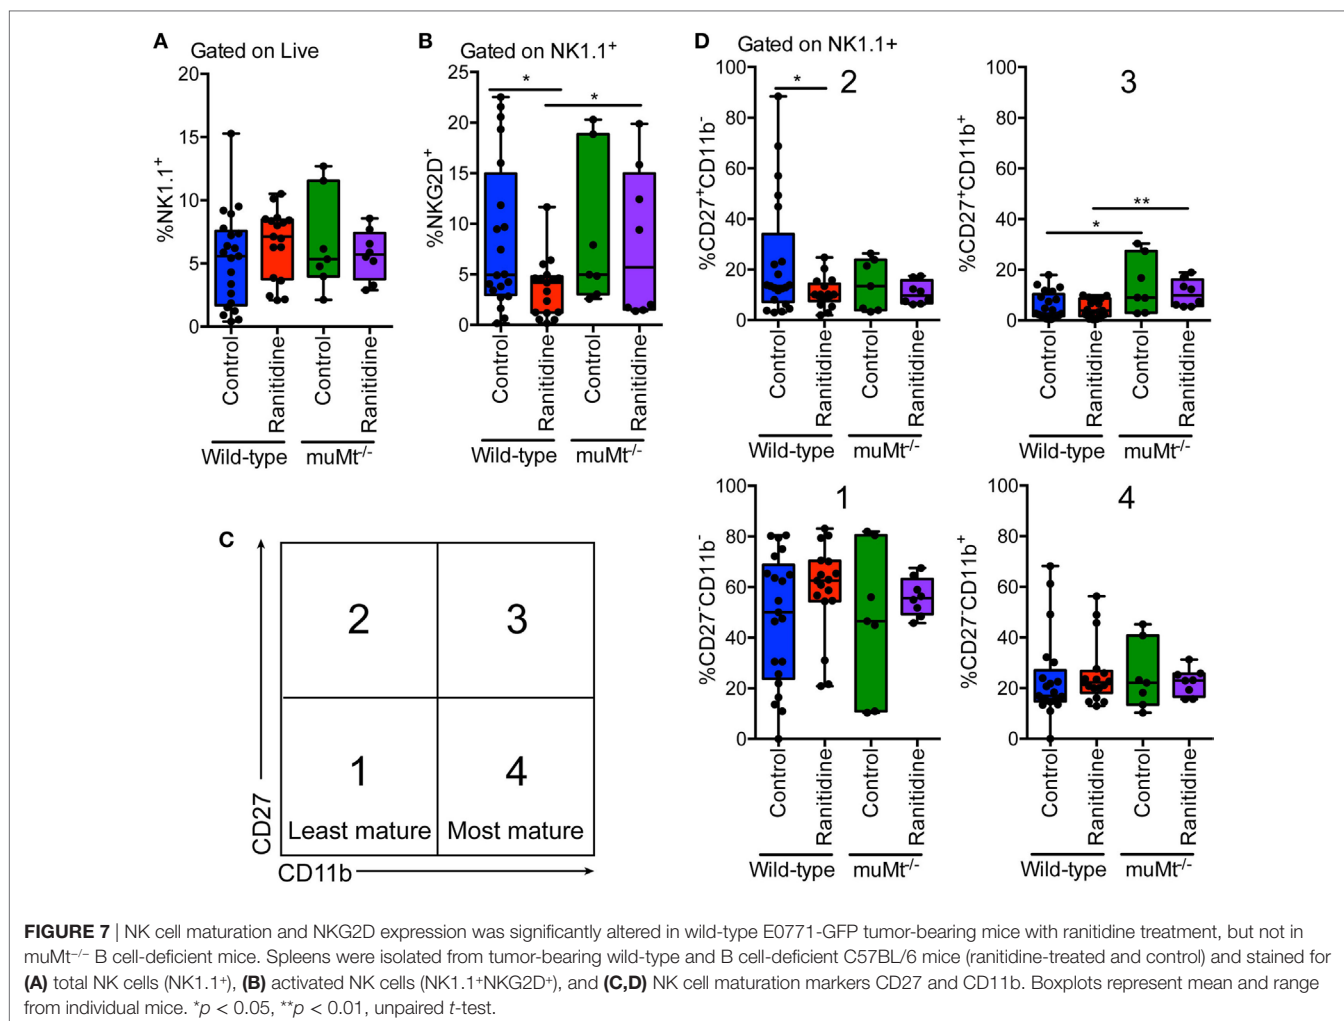 A
Gated on Live
%NK1.1+
20
15
10
5
0
Control
Ranitidine
Control
Ranitidine
Wild-type
muMt-/-
B
Gated on NK1.1+
*
*
%NKG2D+
25
20
15
10
5
0
Control
Ranitidine
Control
Ranitidine
Wild-type
muMt-/-
C
2
3
1
4
Least mature
Most mature
CD27
CD11b
D
Gated on NK1.1+
2
*
%CD27+CD11b-
100
80
60
40
20
0
Control
Ranitidine
Control
Ranitidine
Wild-type
muMt-/-
3
**
*
%CD27+CD11b+
100
80
60
40
20
0
Control
Ranitidine
Control
Ranitidine
Wild-type
muMt-/-
1
%CD27-CD11b-
100
80
60
40
20
0
Control
Ranitidine
Control
Ranitidine
Wild-type
muMt-/-
4
%CD27-CD11b+
100
80
60
40
20
0
Control
Ranitidine
Control
Ranitidine
Wild-type
muMt-/-
FIGURE 7 | NK cell maturation and NKG2D expression was significantly altered in wild-type E0771-GFP tumor-bearing mice with ranitidine treatment, but not in
muMt−/− B cell-deficient mice. Spleens were isolated from tumor-bearing wild-type and B cell-deficient C57BL/6 mice (ranitidine-treated and control) and stained for
(A) total NK cells (NK1.1+), (B) activated NK cells (NK1.1+NKG2D+), and (C,D) NK cell maturation markers CD27 and CD11b. Boxplots represent mean and range
from individual mice. *p < 0.05, **p < 0.01, unpaired t-test.